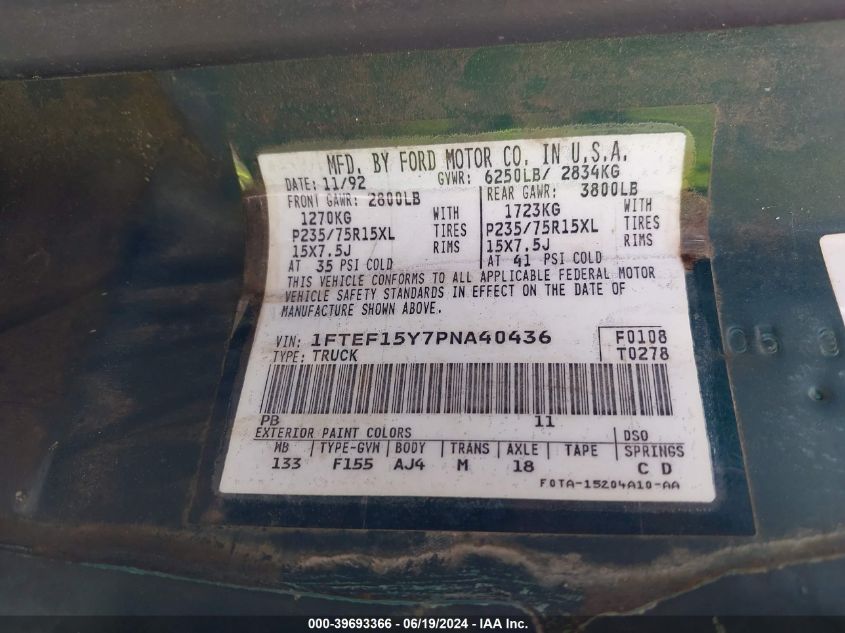 MFD. BY FORD MOTOR CO. IN U.S.A.
DATE: 11/92 GVWR: 6250LB/ 2834KG
FRONT GAWR: 2800LB REAR GAWR: 3800LB
1270KG WITH 1723KG WITH
P235/75R15XL TIRES P235/75R15XL TIRES
15X7.5J RIMS 15X7.5J RIMS
AT 35 PSI COLD AT 41 PSI COLD
THIS VEHICLE CONFORMS TO ALL APPLICABLE FEDERAL MOTOR
VEHICLE SAFETY STANDARDS IN EFFECT ON THE DATE OF
MANUFACTURE SHOWN ABOVE.
VIN: 1FTEF15Y7PNA40436 F0108
TYPE: TRUCK T0278
PB 11
EXTERIOR PAINT COLORS DSO
WB TYPE-GVW BODY TRANS AXLE TAPE SPRINGS
133 F155 AJ4 M 18 C D
F0TA-15204A10-AA
000-39693366 - 06/19/2024 - IAAI.com